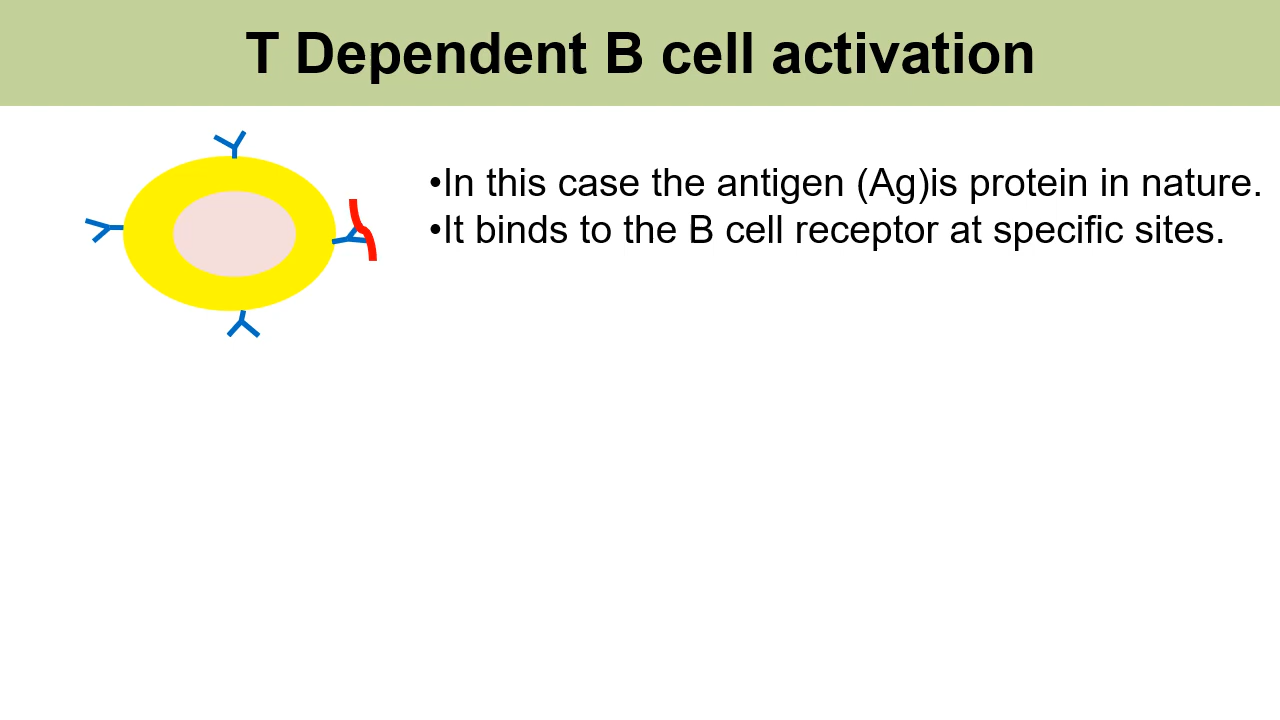 T Dependent B cell activation
•In this case the antigen (Ag)is protein in nature.
•It binds to the B cell receptor at specific sites.